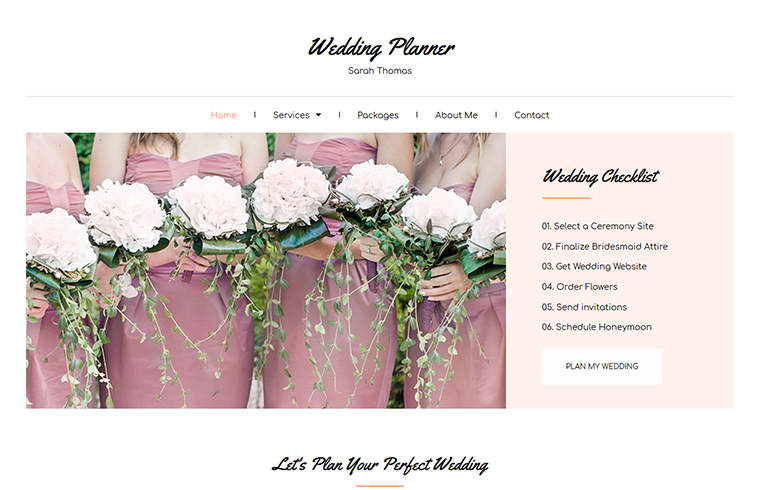 Wedding Planner
Sarah Thomas
Home | Services | Packages | About Me | Contact
Wedding Checklist
01. Select a Ceremony Site
02. Finalize Bridesmaid Attire
03. Get Wedding Website
04. Order Flowers
05. Send invitations
06. Schedule Honeymoon
PLAN MY WEDDING
Let's Plan Your Perfect Wedding